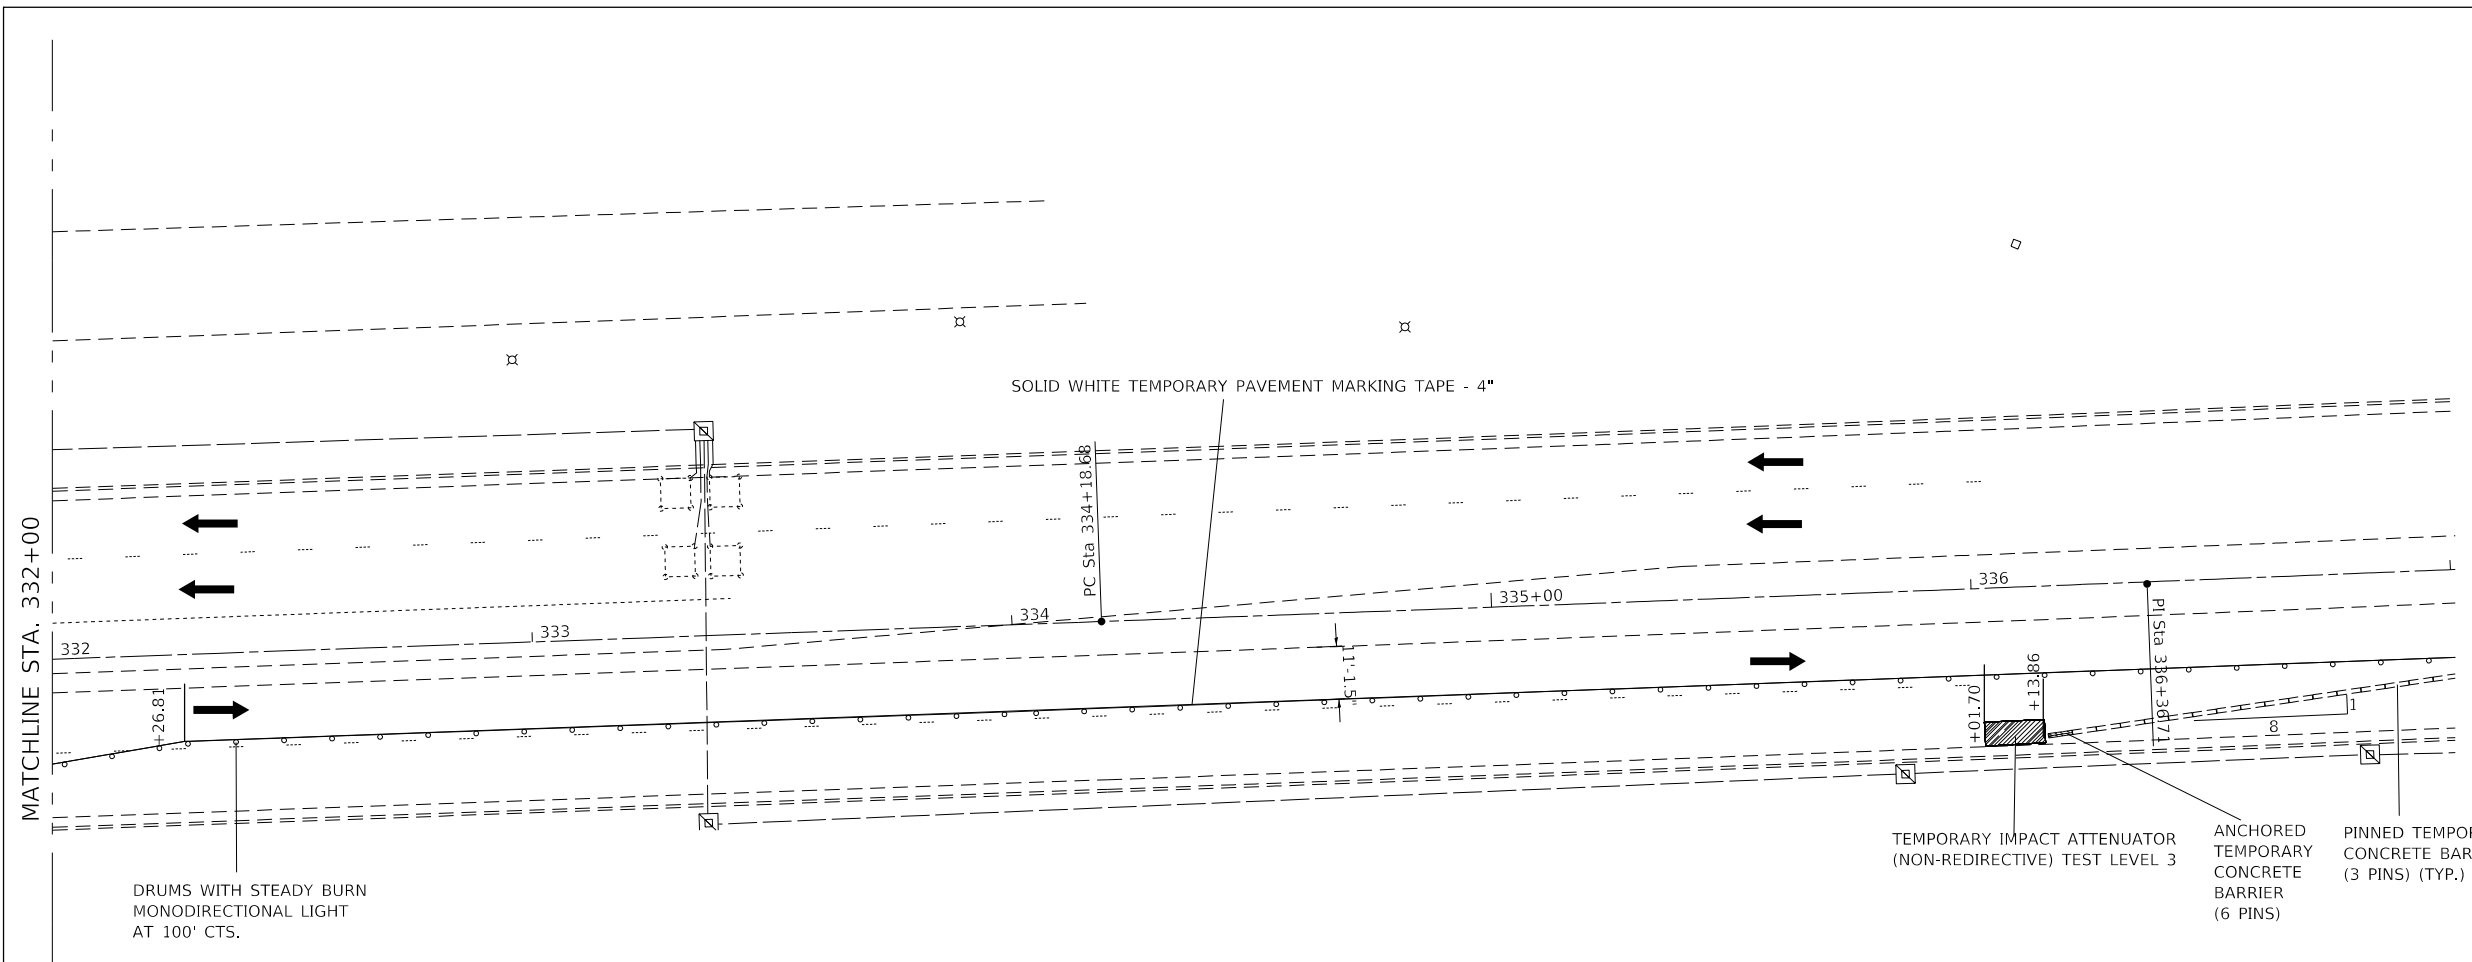 SOLID WHITE TEMPORARY PAVEMENT MARKING TAPE - 4"
MATCHLINE STA. 332+00
PC Sta 334+18.68
332
333
334
335+00
336
PI Sta 336+36.71
+26.81
11'-1.5"
+01.70
+13.86
1
8
DRUMS WITH STEADY BURN
MONODIRECTIONAL LIGHT
AT 100' CTS.
TEMPORARY IMPACT ATTENUATOR
(NON-REDIRECTIVE) TEST LEVEL 3
ANCHORED
TEMPORARY
CONCRETE
BARRIER
(6 PINS)
PINNED
CONCRETE
(3 PINS) (TYP.)